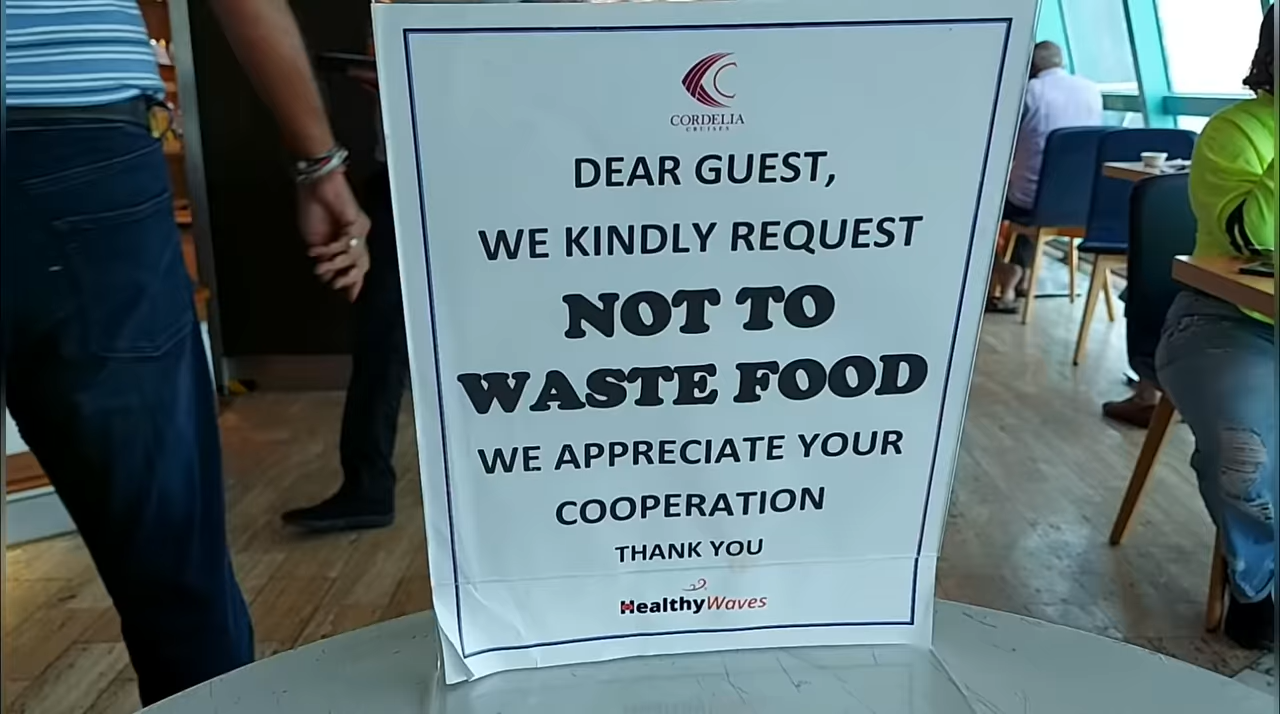 CORDELIA
CRUISES
DEAR GUEST,
WE KINDLY REQUEST
NOT TO
WASTE FOOD
WE APPRECIATE YOUR
COOPERATION
THANK YOU
HealthyWaves